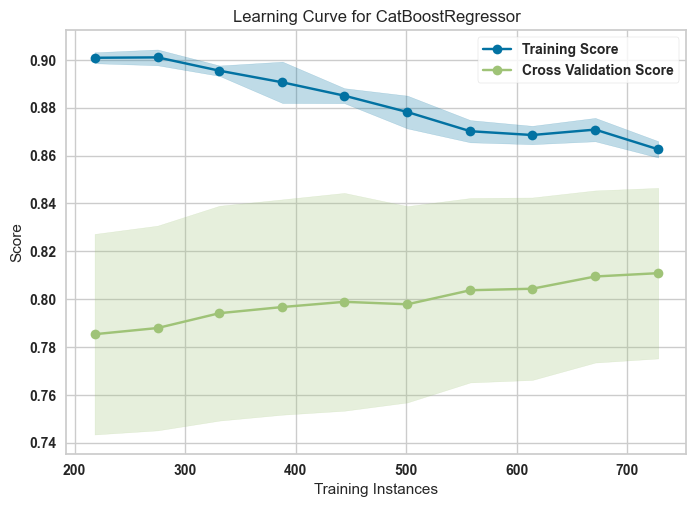 Learning Curve for CatBoostRegressor
Training Score
Cross Validation Score
0.90
0.88
0.86
0.84
0.82
0.80
0.78
0.76
0.74
Score
200 300 400 500 600 700
Training Instances